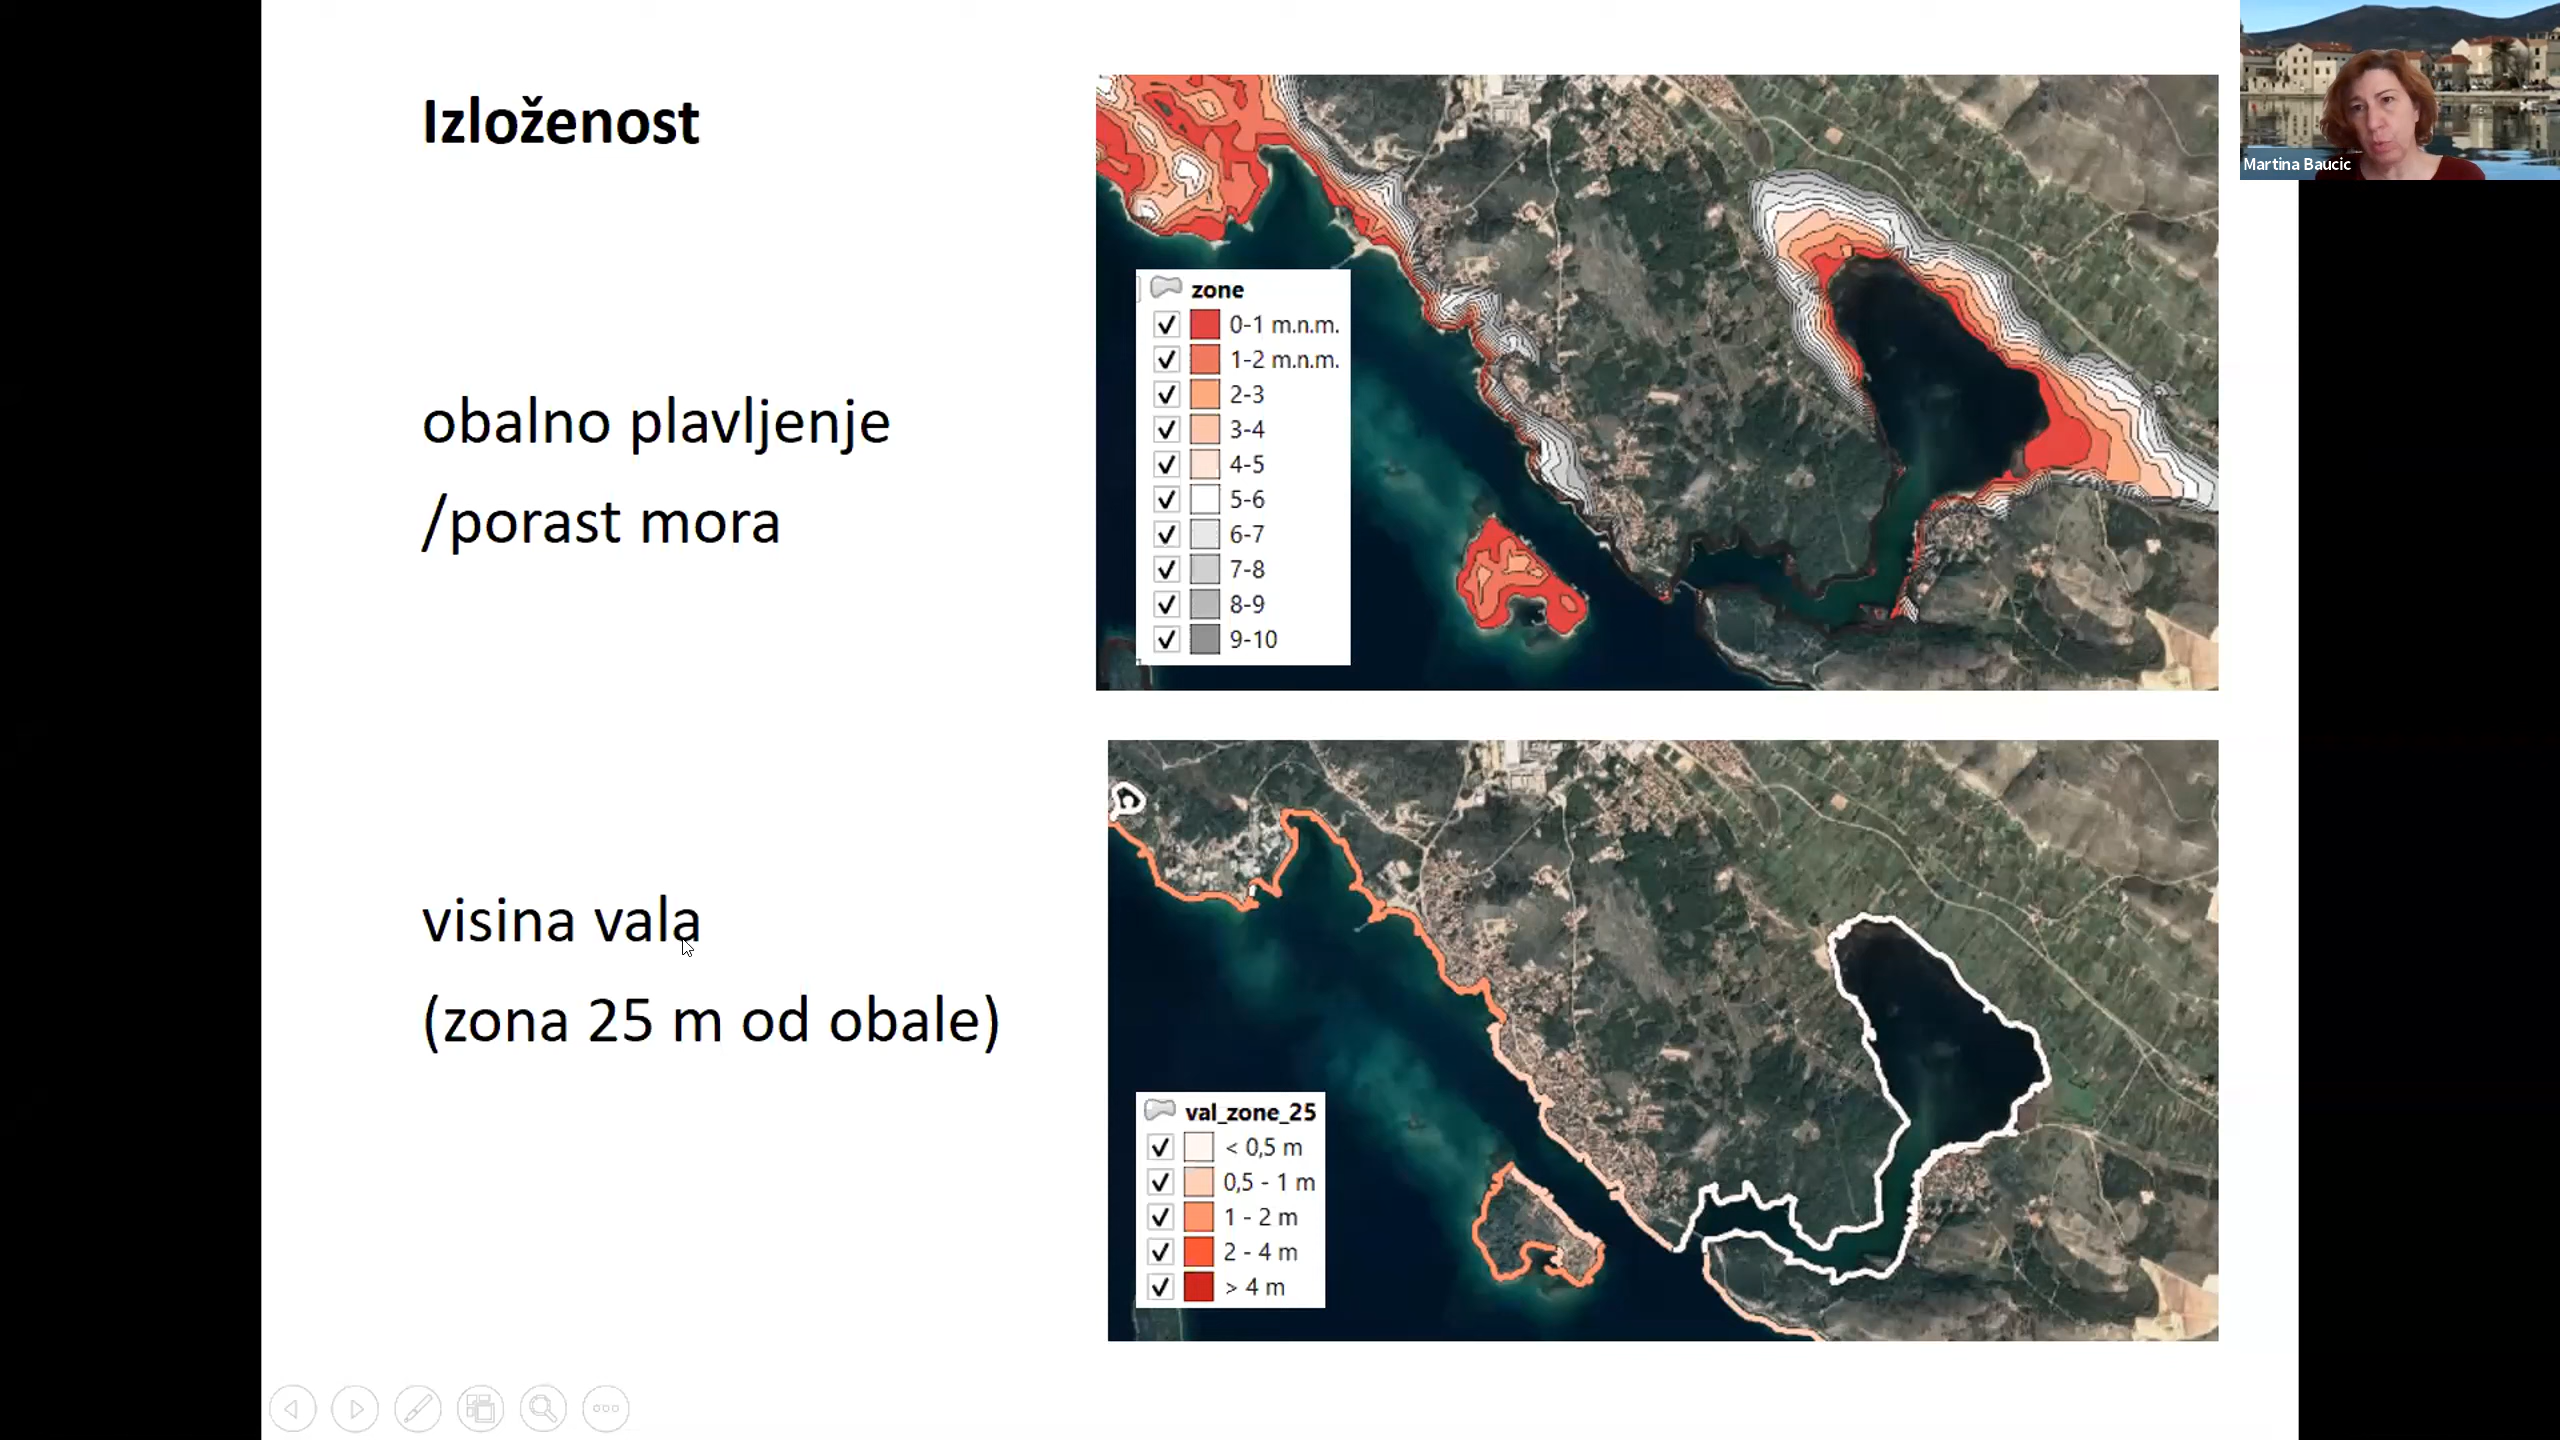 Izloženost
obalno plavljenje
/porast mora
visina vala
(zona 25 m od obale)
zone
0-1 m.n.m.
1-2 m.n.m.
2-3
3-4
4-5
5-6
6-7
7-8
8-9
9-10
val_zone_25
< 0,5 m
0,5 - 1 m
1 - 2 m
2 - 4 m
> 4 m
Martina Baucic